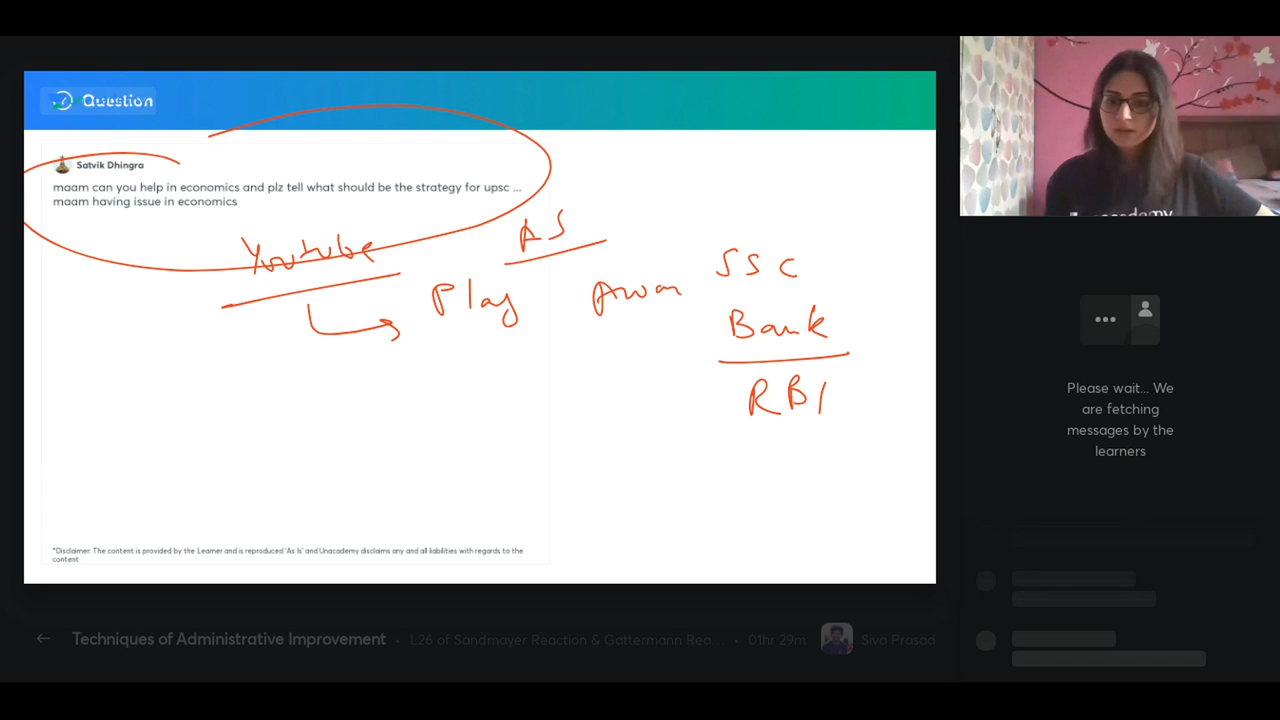 Question
Satvik Dhingra
maam can you help in economics and plz tell what should be the strategy for upsc ...
maam having issue in economics
Youtube
AS
Play
SSC
Bank
RBI
*Disclaimer: The content is provided by the Learner and is reproduced 'As Is' and Unacademy disclaims any and all liabilities with regards to the
content
Please wait... We
are fetching
messages by the
learners
Techniques of Administrative Improvement • L26 of Sandmayer Reaction & Gattermann Rea... • 01hr 29m Siva Prasad